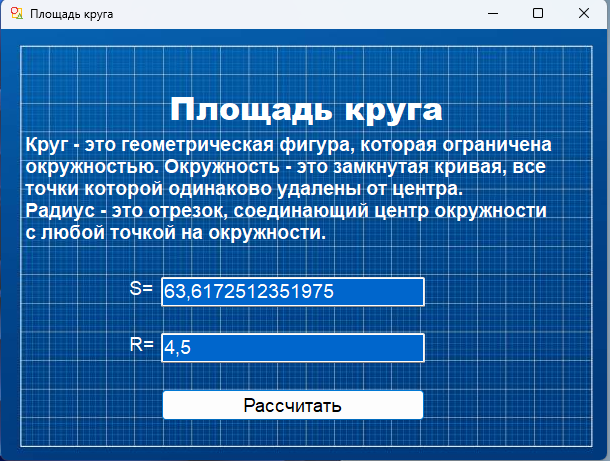 Площадь круга
Площадь круга
Круг - это геометрическая фигура, которая ограничена
окружностью. Окружность - это замкнутая кривая, все
точки которой одинаково удалены от центра.
Радиус - это отрезок, соединающий центр окружности
с любой точкой на окружности.
S= 63,6172512351975
R= 4,5
Рассчитать